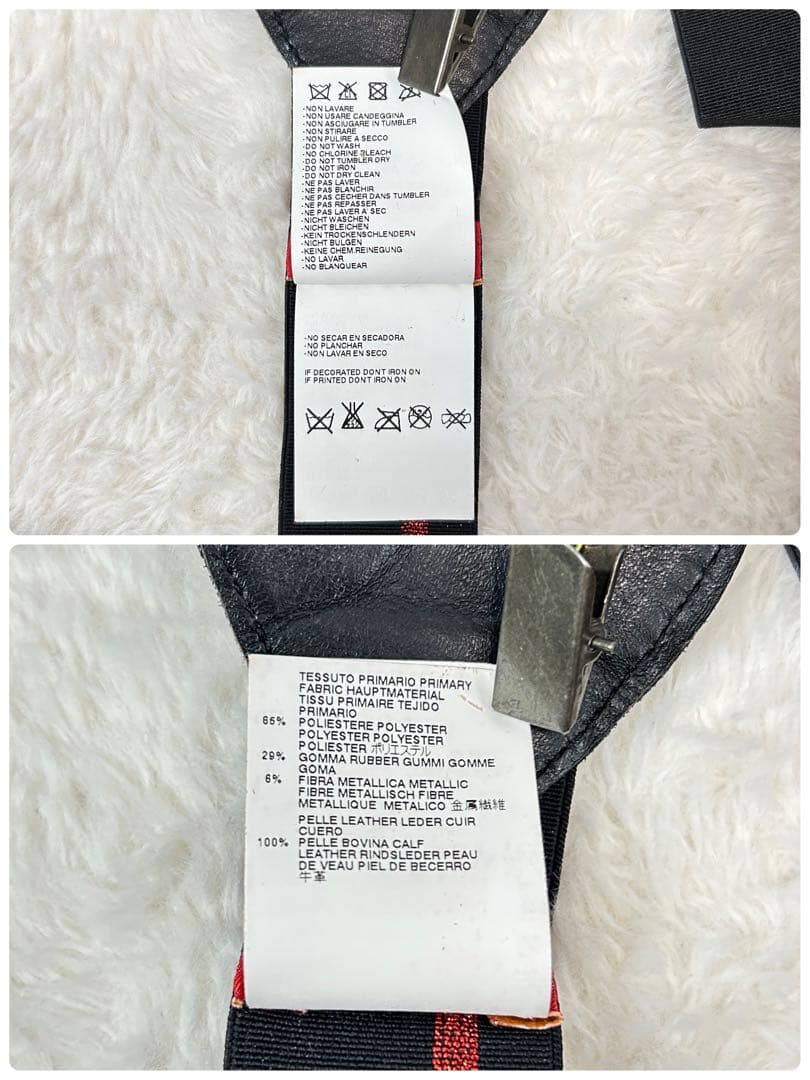 -NON LAVARE
-NON USARE CANDEGGINA
-NON ASCIUGARE IN TUMBLER
-NON STIRARE
-NON PULIRE A SECCO
-DO NOT WASH
-NO CHLORINE BLEACH
-DO NOT TUMBLER DRY
-DO NOT IRON
-DO NOT DRY CLEAN
-NE PAS LAVER
-NE PAS BLANCHIR
-NE PAS CECHER DANS TUMBLER
-NE PAS REPASSER
-NE PAS LAVER A' SEC
-NICHT WASCHEN
-NICHT BLEICHEN
-KEIN TROCKENSCHLENDERN
-NICHT BULGEN
-KEINE CHEM.REINEGUNG
-NO LAVAR
-NO BLANQUEAR
-NO SECAR EN SECADORA
-NO PLANCHAR
-NON LAVAR EN SECO
IF DECORATED DONT IRON ON
IF PRINTED DONT IRON ON
TESSUTO PRIMARIO PRIMARY
FABRIC HAUPTMATERIAL
TISSU PRIMAIRE TEJIDO
PRIMARIO
65% POLIESTERE POLYESTER
POLYESTER POLYESTER
POLIESTER ポリエステル
29% GOMMA RUBBER GUMMI GOMME
GOMA
6% FIBRA METALLICA METALLIC
FIBRE METALLISCH FIBRE
METALLIQUE METALICO 金属繊維
PELLE LEATHER LEDER CUIR
CUERO
100% PELLE BOVINA CALF
LEATHER RINDSLEDER PEAU
DE VEAU PIEL DE BECERRO
牛革